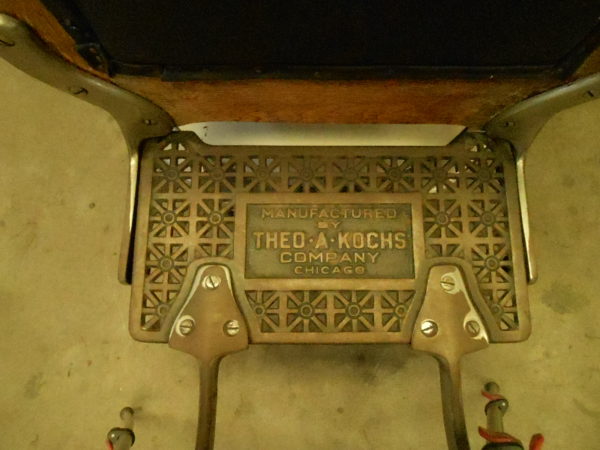 MANUFACTURED
BY
THEO·A·KOCHS
COMPANY
CHICAGO